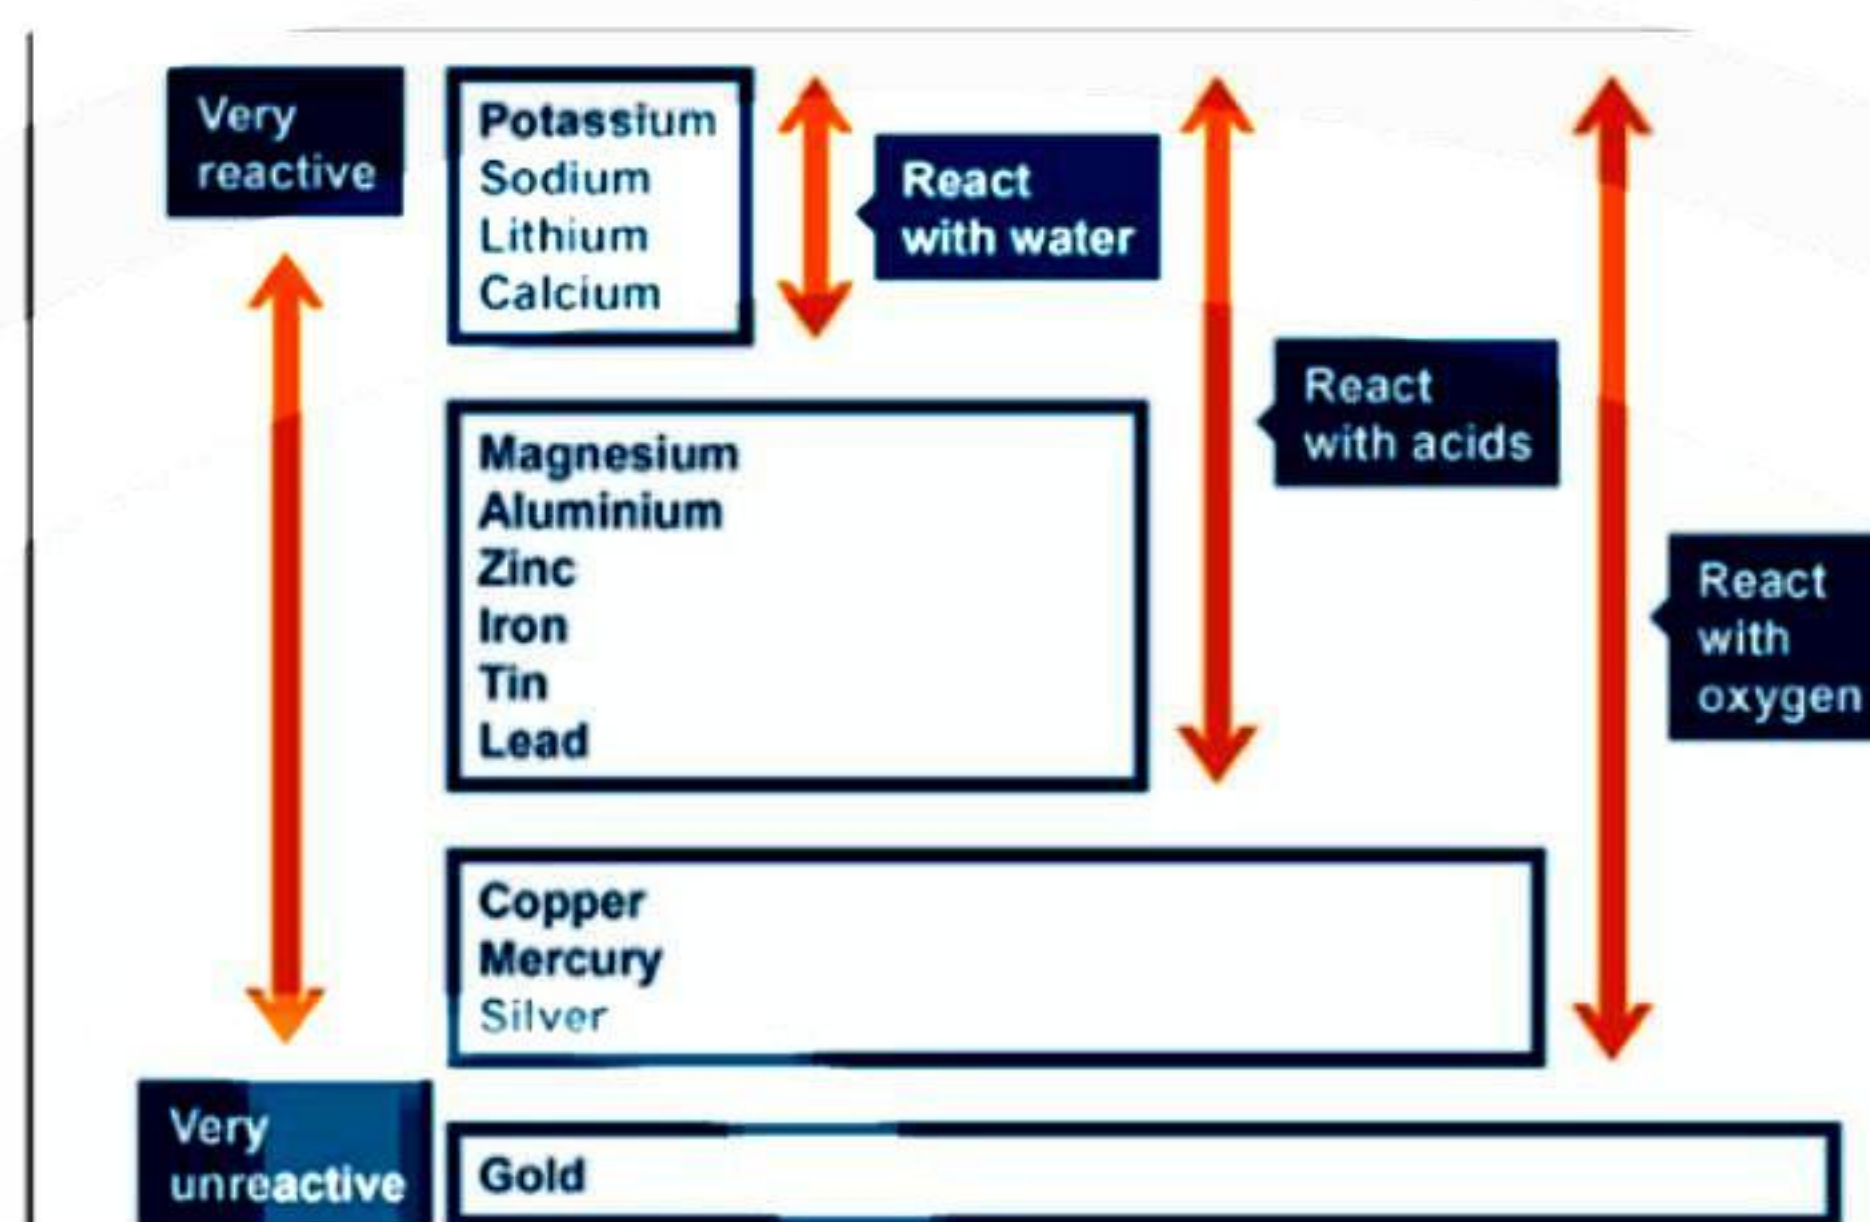 Very
reactive
Potassium
Sodium
Lithium
Calcium
React
with water
React
with acids
React
with
oxygen
Magnesium
Aluminium
Zinc
Iron
Tin
Lead
Copper
Mercury
Silver
Very
unreactive
Gold